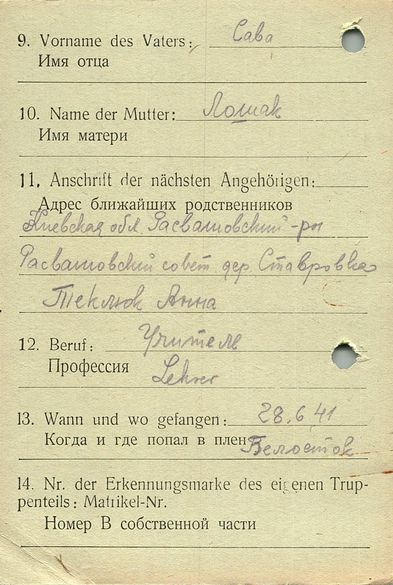 9. Vorname des Vaters: Сава
Имя отца
10. Name der Mutter: Лошак
Имя матери
11. Anschrift der nächsten Angehörigen:
Адрес ближайших родственников
Киевская обл. Расвашовский р-н
Расвашовский совет дер. Ставровка
Теклюк Анна
12. Beruf: Учитель
Профессия Lehrer
13. Wann und wo gefangen: 28.6 41
Когда и где попал в плен Белосток
14. Nr. der Erkennungsmarke des eigenen Trup-
penteils: Matrikel-Nr.
Номер В собственной части